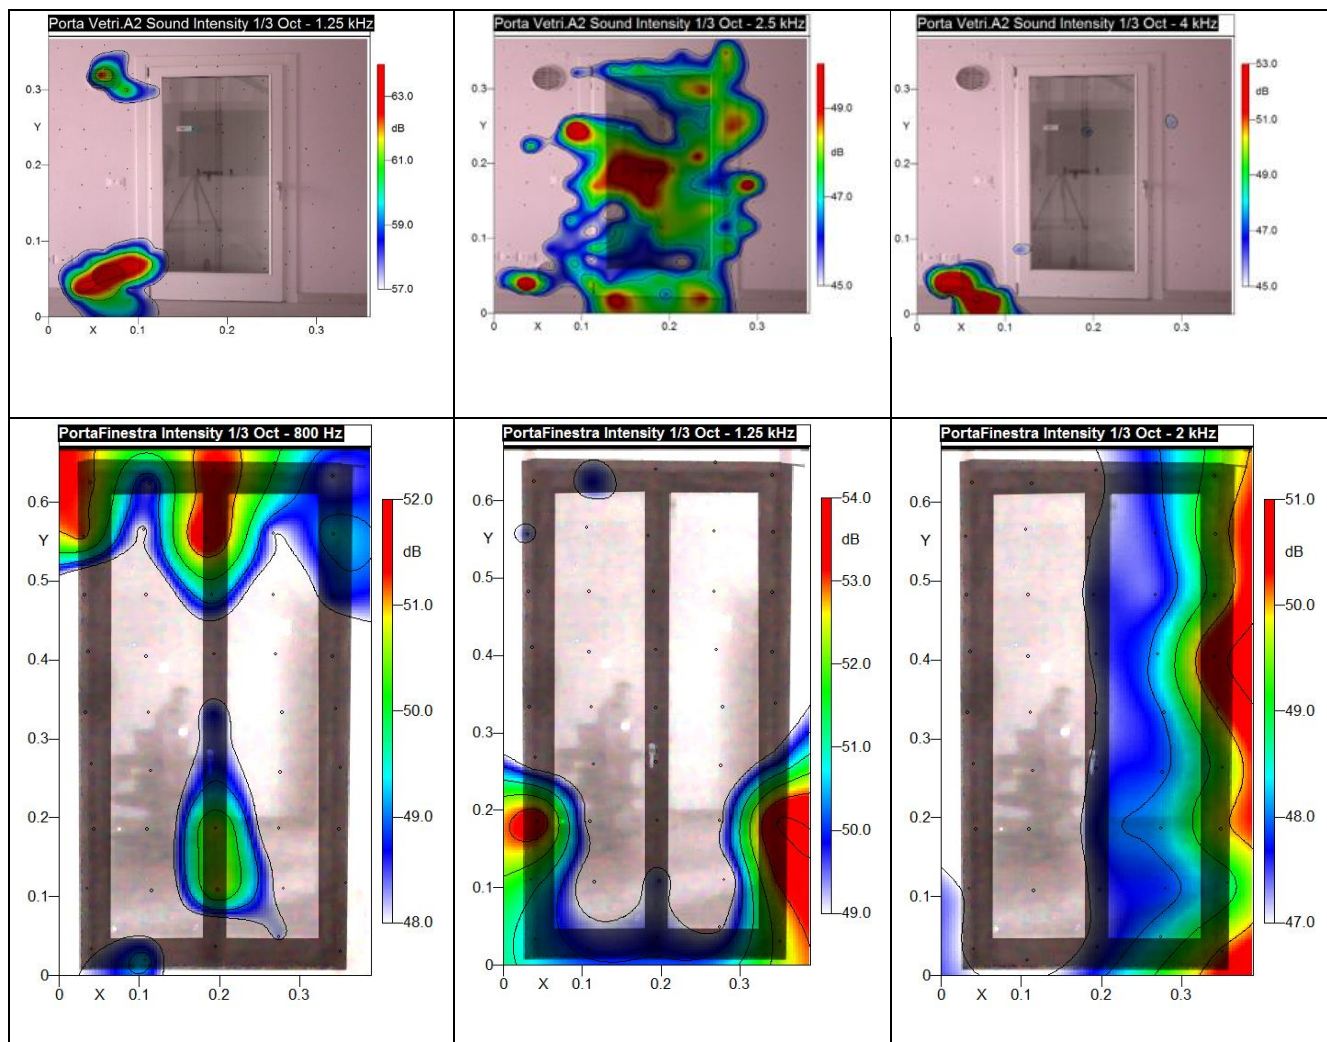 Porta Vetri.A2 Sound Intensity 1/3 Oct - 1.25 kHz
0.3
Y
0.2
0.1
0
0 X 0.1 0.2 0.3
63.0
dB
61.0
59.0
57.0
Porta Vetri.A2 Sound Intensity 1/3 Oct - 2.5 kHz
0.3
Y
0.2
0.1
0
0 X 0.1 0.2 0.3
49.0
dB
47.0
45.0
Porta Vetri.A2 Sound Intensity 1/3 Oct - 4 kHz
0.3
Y
0.2
0.1
0
0 X 0.1 0.2 0.3
53.0
dB
51.0
49.0
47.0
45.0
PortaFinestra Intensity 1/3 Oct - 800 Hz
0.6
Y
0.5
0.4
0.3
0.2
0.1
0
0 X 0.1 0.2 0.3
52.0
dB
51.0
50.0
49.0
48.0
PortaFinestra Intensity 1/3 Oct - 1.25 kHz
0.6
Y
0.5
0.4
0.3
0.2
0.1
0
0 X 0.1 0.2 0.3
54.0
dB
53.0
52.0
51.0
50.0
49.0
PortaFinestra Intensity 1/3 Oct - 2 kHz
0.6
Y
0.5
0.4
0.3
0.2
0.1
0
0 X 0.1 0.2 0.3
51.0
dB
50.0
49.0
48.0
47.0